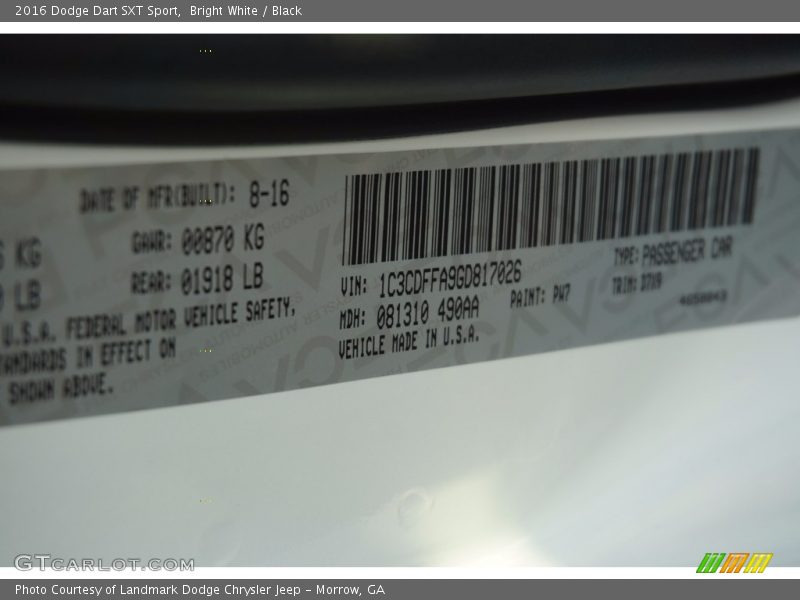 2016 Dodge Dart SXT Sport,  Bright White / Black
DATE OF MFR(BUILT): 8-16
KG GAWR: 00870 KG
LB REAR: 01918 LB
U.S.A. FEDERAL MOTOR VEHICLE SAFETY,
IN EFFECT ON
SHOWN ABOVE.
VIN: 1C3CDFFA9GD817026
TYPE: PASSENGER CAR
MDH: 081310 490AA
PAINT: PW7
TRIM:
VEHICLE MADE IN U.S.A.
GTcarlot.com
Photo Courtesy of Landmark Dodge Chrysler Jeep – Morrow, GA